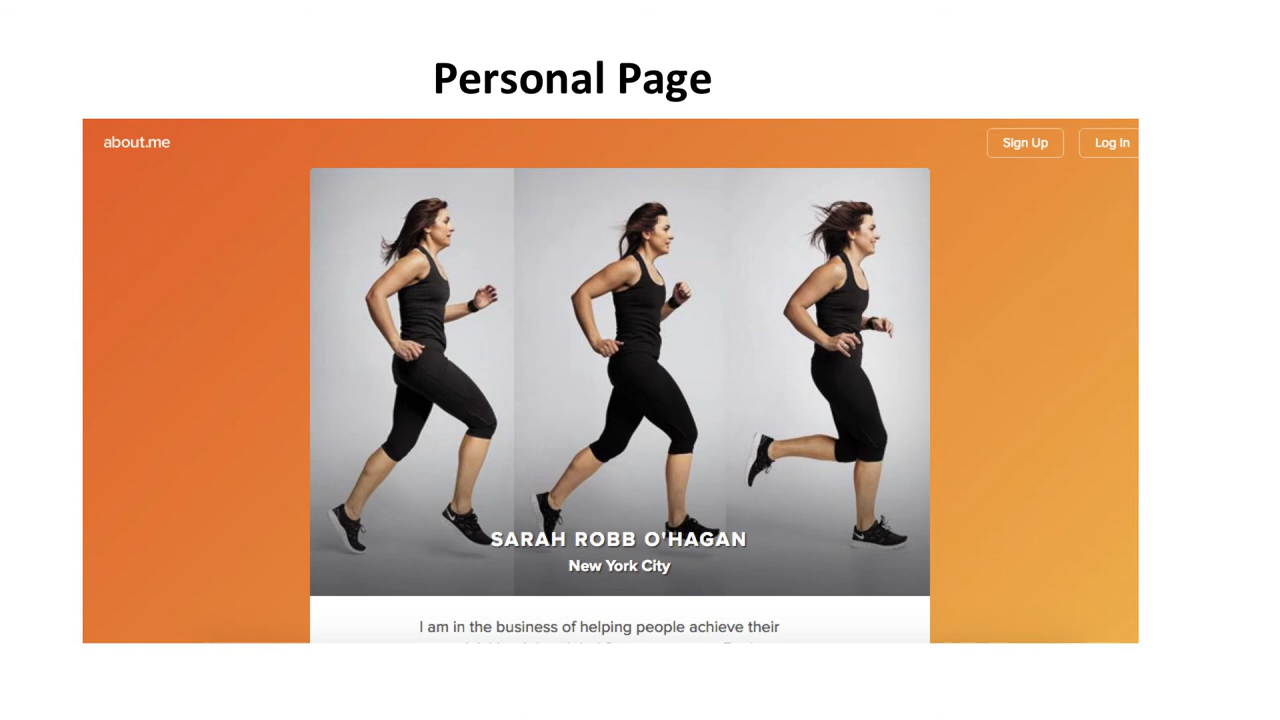 Personal Page
about.me
Sign Up
Log In
SARAH ROBB O'HAGAN
New York City
I am in the business of helping people achieve their